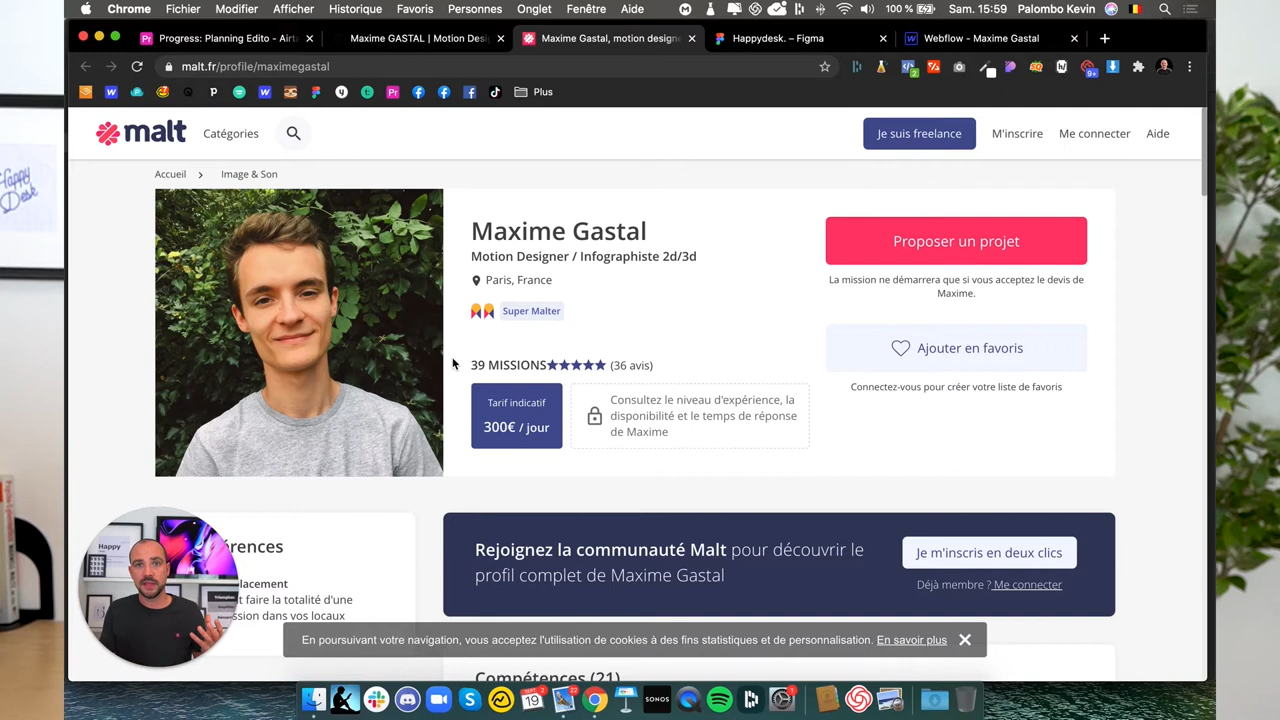 Chrome Fichier Modifier Afficher Historique Favoris Personnes Onglet Fenêtre Aide 100 % Sam. 15:59 Palombo Kevin
Progress: Planning Edito - Airta
Maxime GASTAL | Motion Desi
Maxime Gastal, motion designe
Happydesk. – Figma
Webflow - Maxime Gastal
malt.fr/profile/maximegastal
Plus
malt Catégories Je suis freelance M'inscrire Me connecter Aide
Accueil > Image & Son
Maxime Gastal
Motion Designer / Infographiste 2d/3d
Paris, France
Super Malter
39 MISSIONS (36 avis)
Tarif indicatif
300€ / jour
Consultez le niveau d'expérience, la
disponibilité et le temps de réponse
de Maxime
Proposer un projet
La mission ne démarrera que si vous acceptez le devis de
Maxime.
Ajouter en favoris
Connectez-vous pour créer votre liste de favoris
érences
lacement
t faire la totalité d'une
ssion dans vos locaux
Rejoignez la communauté Malt pour découvrir le
profil complet de Maxime Gastal
Je m'inscris en deux clics
Déjà membre ? Me connecter
En poursuivant votre navigation, vous acceptez l'utilisation de cookies à des fins statistiques et de personnalisation. En savoir plus
Compétences (21)
Happy
Happy
Desk
SONOS